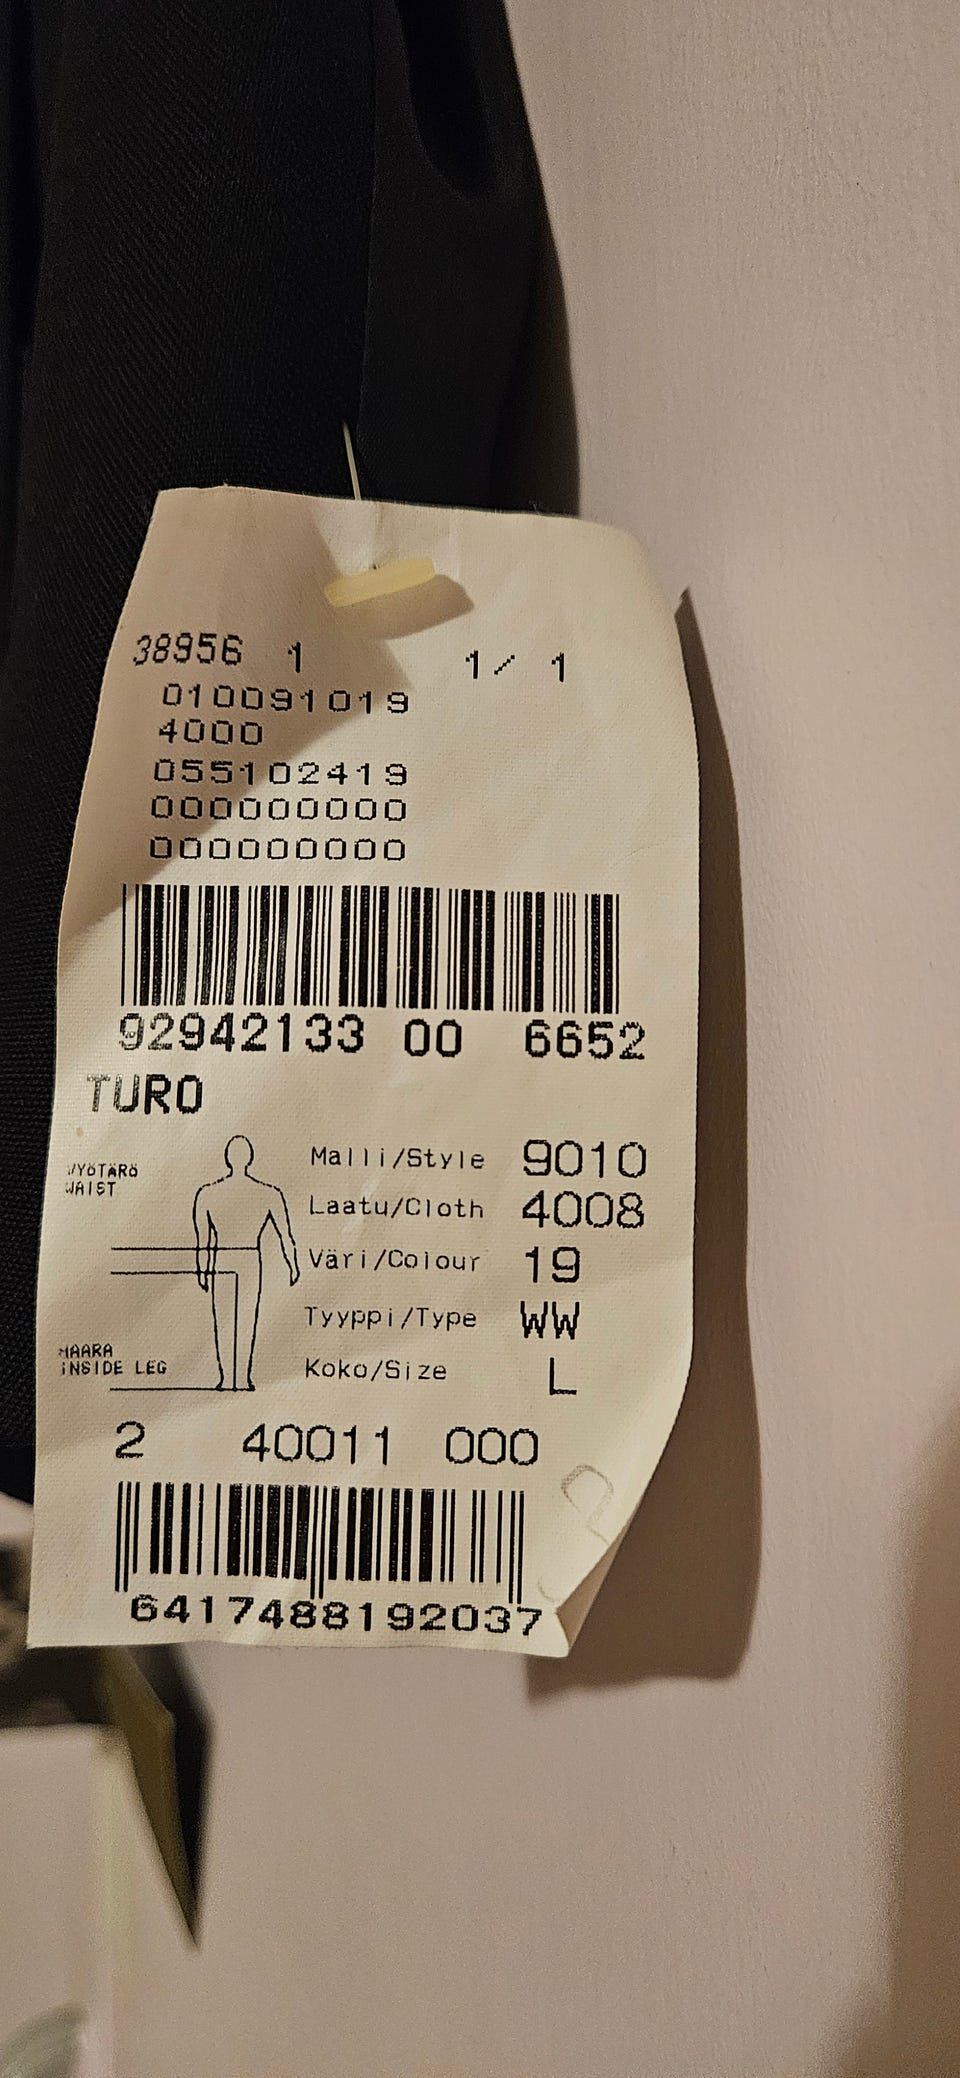 38956 1 1/ 1
010091019
4000
055102419
000000000
000000000
92942133 00 6652
TURO
VYÖTÄRÖ
WAIST
Malli/Style 9010
Laatu/Cloth 4008
Väri/Colour 19
Tyyppi/Type WW
Koko/Size L
HAARA
INSIDE LEG
2 40011 000
6417488192037